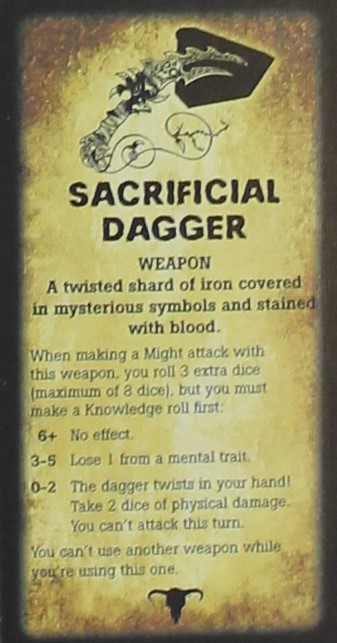 SACRIFICIAL
DAGGER
WEAPON
A twisted shard of iron covered
in mysterious symbols and stained
with blood.
When making a Might attack with
this weapon, you roll 3 extra dice
(maximum of 8 dice), but you must
make a Knowledge roll first:
6+ No effect.
3-5 Lose 1 from a mental trait.
0-2 The dagger twists in your hand!
Take 2 dice of physical damage.
You can't attack this turn.
You can't use another weapon while
you're using this one.